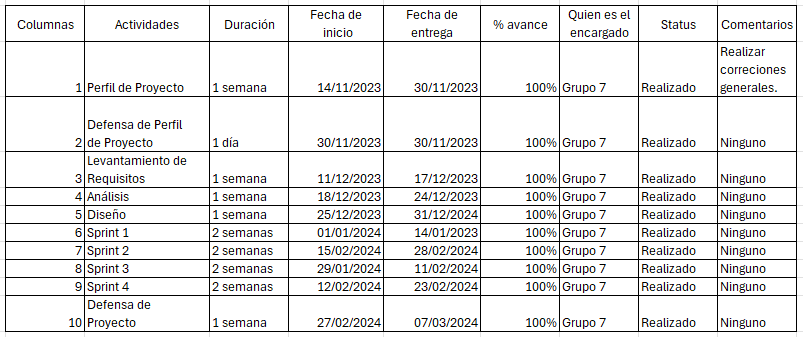 Columnas Actividades Duración Fecha de inicio Fecha de entrega % avance Quien es el encargado Status Comentarios
1 Perfil de Proyecto 1 semana 14/11/2023 30/11/2023 100% Grupo 7 Realizado Realizar correciones generales.
2 Defensa de Perfil de Proyecto 1 día 30/11/2023 30/11/2023 100% Grupo 7 Realizado Ninguno
3 Levantamiento de Requisitos 1 semana 11/12/2023 17/12/2023 100% Grupo 7 Realizado Ninguno
4 Análisis 1 semana 18/12/2023 24/12/2023 100% Grupo 7 Realizado Ninguno
5 Diseño 1 semana 25/12/2023 31/12/2024 100% Grupo 7 Realizado Ninguno
6 Sprint 1 2 semanas 01/01/2024 14/01/2023 100% Grupo 7 Realizado Ninguno
7 Sprint 2 2 semanas 15/02/2024 28/02/2024 100% Grupo 7 Realizado Ninguno
8 Sprint 3 2 semanas 29/01/2024 11/02/2024 100% Grupo 7 Realizado Ninguno
9 Sprint 4 2 semanas 12/02/2024 23/02/2024 100% Grupo 7 Realizado Ninguno
10 Defensa de Proyecto 1 semana 27/02/2024 07/03/2024 100% Grupo 7 Realizado Ninguno